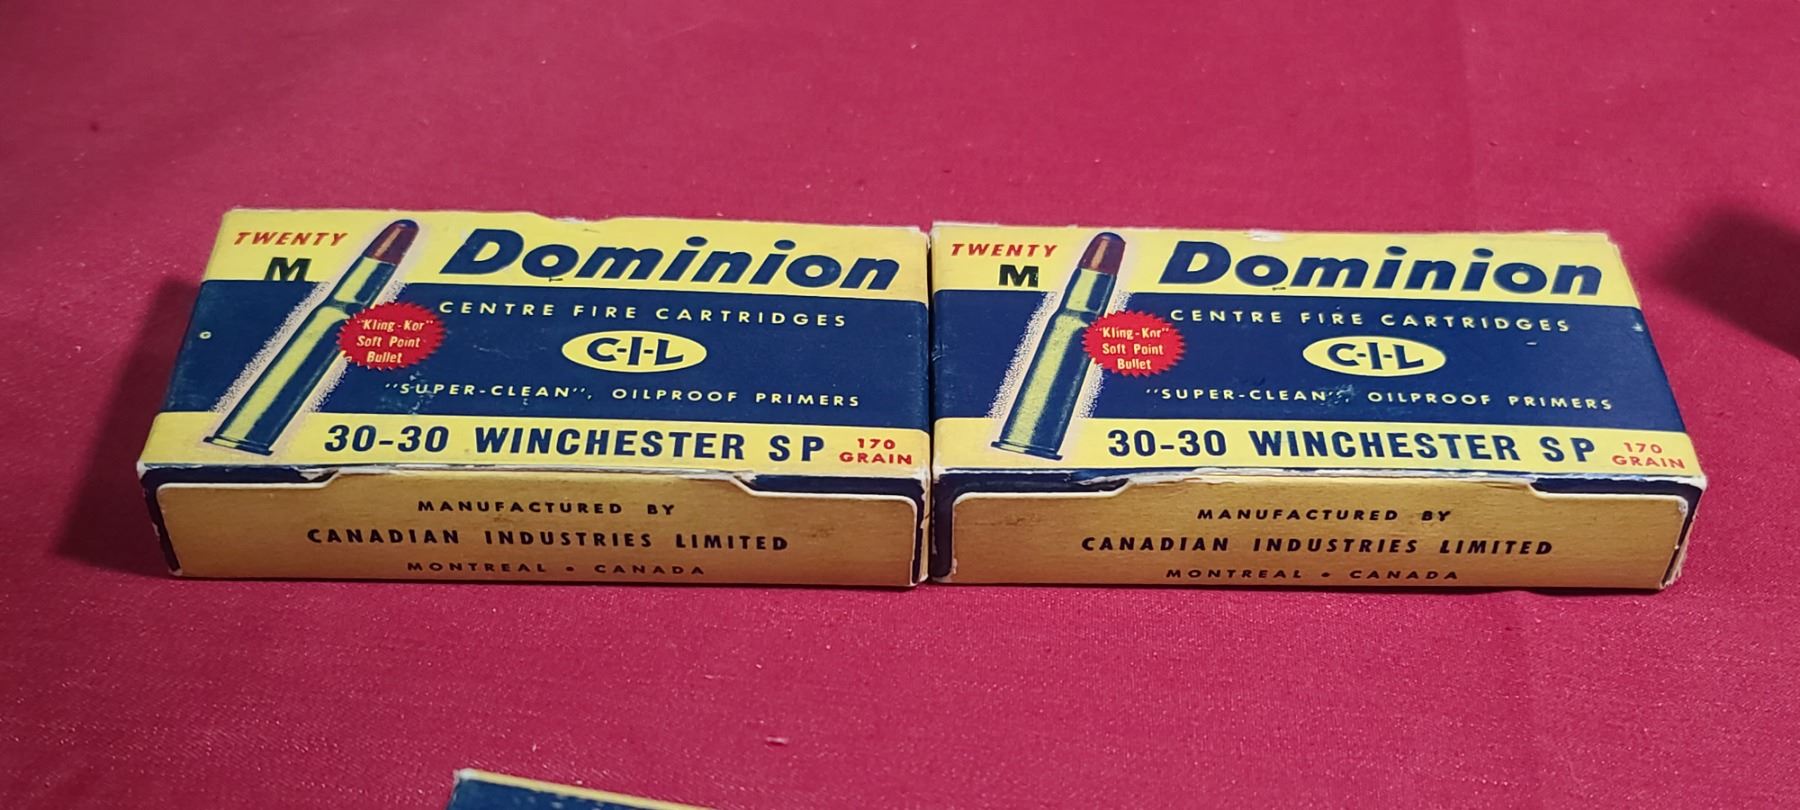 TWENTY
M
Dominion
CENTRE FIRE CARTRIDGES
"Kling-Kor"
Soft Point
Bullet
C-I-L
"SUPER-CLEAN", OILPROOF PRIMERS
30-30 WINCHESTER SP
170
GRAIN
MANUFACTURED BY
CANADIAN INDUSTRIES LIMITED
MONTREAL • CANADA
TWENTY
M
Dominion
CENTRE FIRE CARTRIDGES
"Kling-Kor"
Soft Point
Bullet
C-I-L
"SUPER-CLEAN", OILPROOF PRIMERS
30-30 WINCHESTER SP
170
GRAIN
MANUFACTURED BY
CANADIAN INDUSTRIES LIMITED
MONTREAL • CANADA